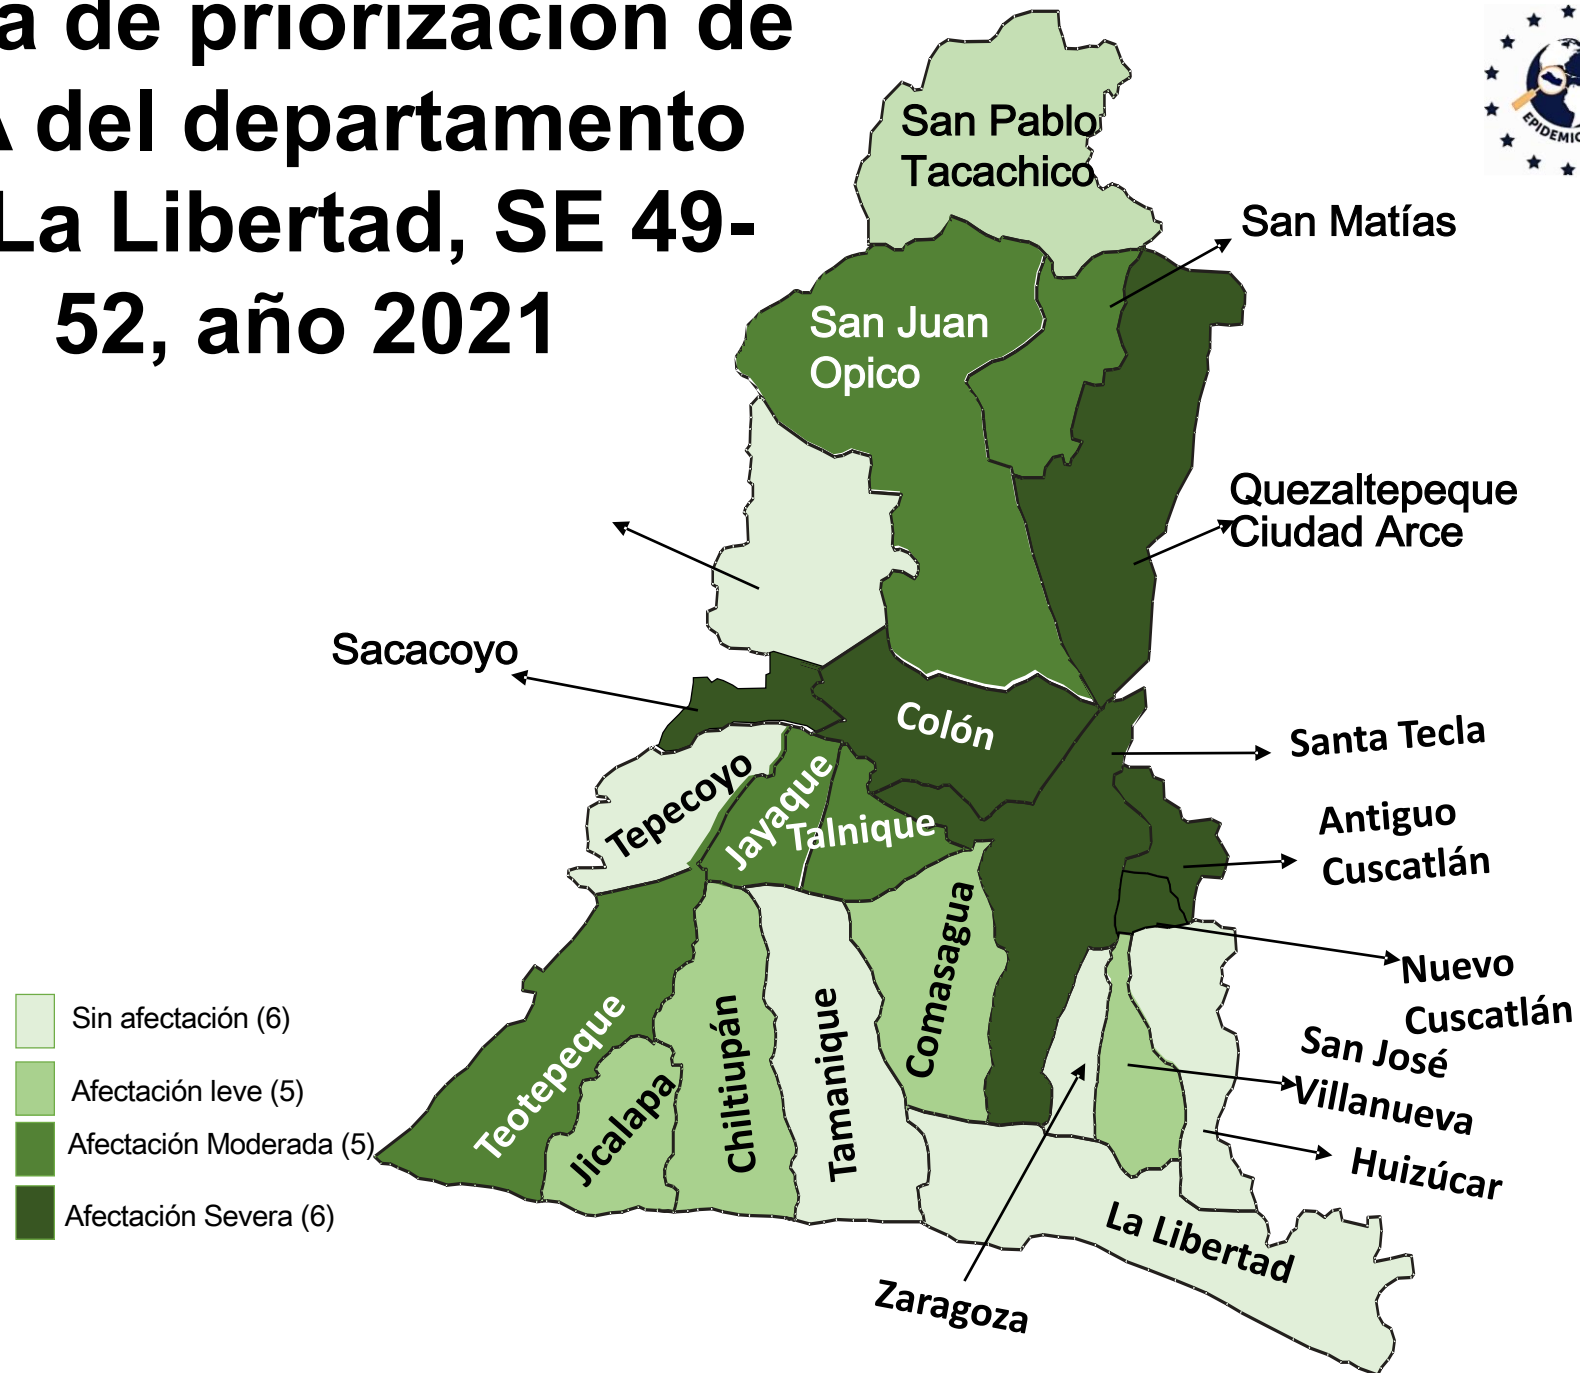 a de priorización de
A del departamento
La Libertad, SE 49-
52, año 2021
San Pablo
Tacachico
San Matías
San Juan
Opico
Quezaltepeque
Ciudad Arce
Sacacoyo
Colón
Santa Tecla
Tepecoyo
Jayaque
Talnique
Antiguo
Cuscatlán
Comasagua
Nuevo
Cuscatlán
Teotepeque
Jicalapa
Chiltiupán
Tamanique
San José
Villanueva
Huizúcar
La Libertad
Zaragoza
Sin afectación (6)
Afectación leve (5)
Afectación Moderada (5)
Afectación Severa (6)